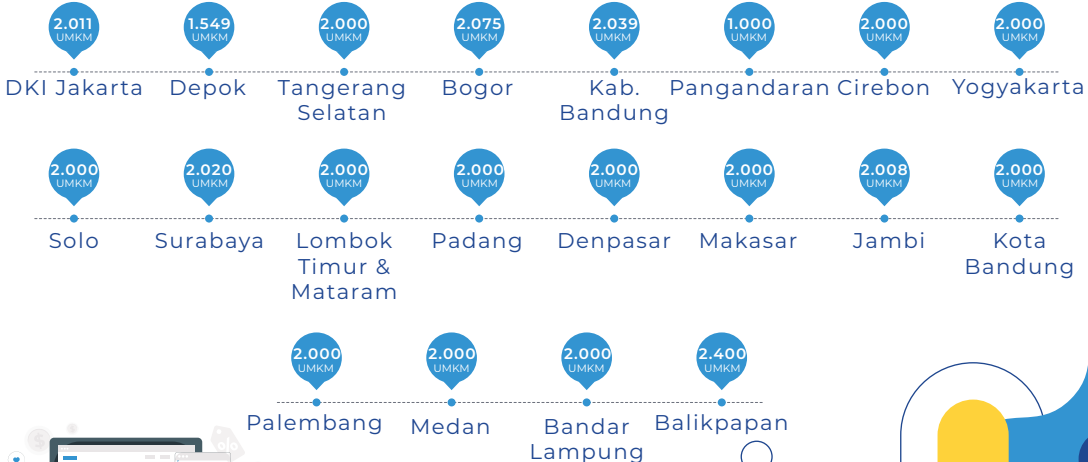 2.011
UMKM
1.549
UMKM
2.000
UMKM
2.075
UMKM
2.039
UMKM
1.000
UMKM
2.000
UMKM
2.000
UMKM
DKI Jakarta
Depok
Tangerang
Selatan
Bogor
Kab.
Bandung
Pangandaran
Cirebon
Yogyakarta
2.000
UMKM
2.020
UMKM
2.000
UMKM
2.000
UMKM
2.000
UMKM
2.000
UMKM
2.008
UMKM
2.000
UMKM
Solo
Surabaya
Lombok
Timur &
Mataram
Padang
Denpasar
Makasar
Jambi
Kota
Bandung
2.000
UMKM
2.000
UMKM
2.000
UMKM
2.400
UMKM
Palembang
Medan
Bandar
Lampung
Balikpapan